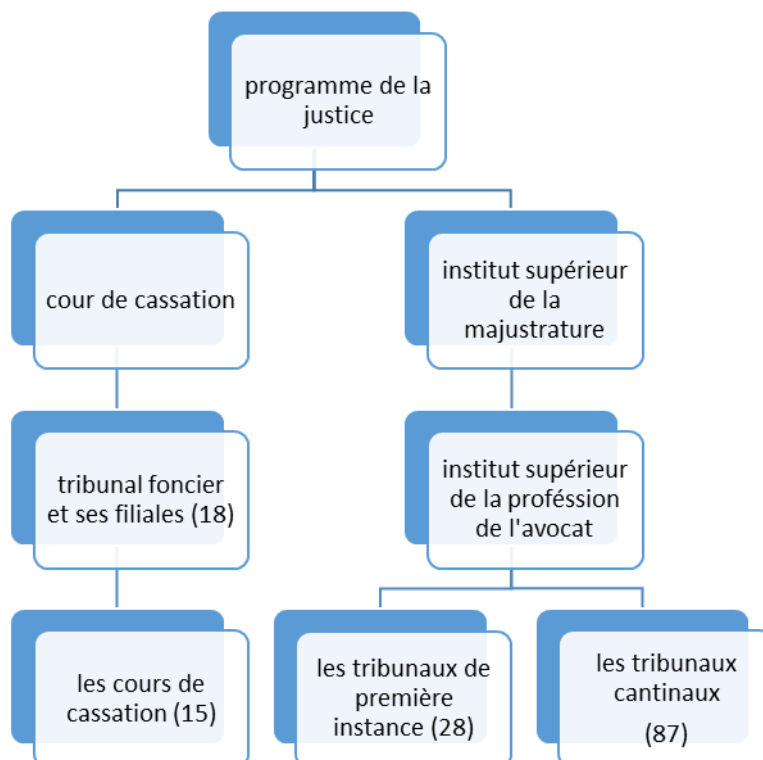 programme de la
justice
cour de cassation
institut supérieur
de la
majustrature
tribunal foncier
et ses filiales (18)
institut supérieur
de la proféssion
de l'avocat
les cours de
cassation (15)
les tribunaux de
première
instance (28)
les tribunaux
cantinaux
(87)